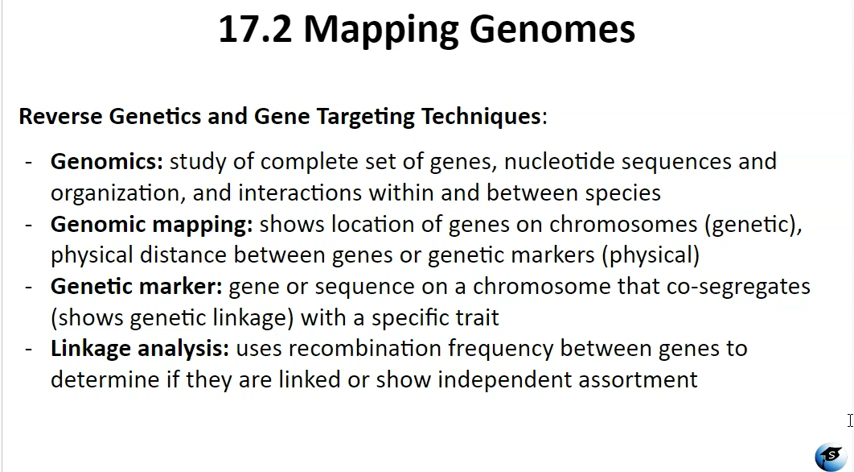 17.2 Mapping Genomes
Reverse Genetics and Gene Targeting Techniques:
- Genomics: study of complete set of genes, nucleotide sequences and
organization, and interactions within and between species
- Genomic mapping: shows location of genes on chromosomes (genetic),
physical distance between genes or genetic markers (physical)
- Genetic marker: gene or sequence on a chromosome that co-segregates
(shows genetic linkage) with a specific trait
- Linkage analysis: uses recombination frequency between genes to
determine if they are linked or show independent assortment
S